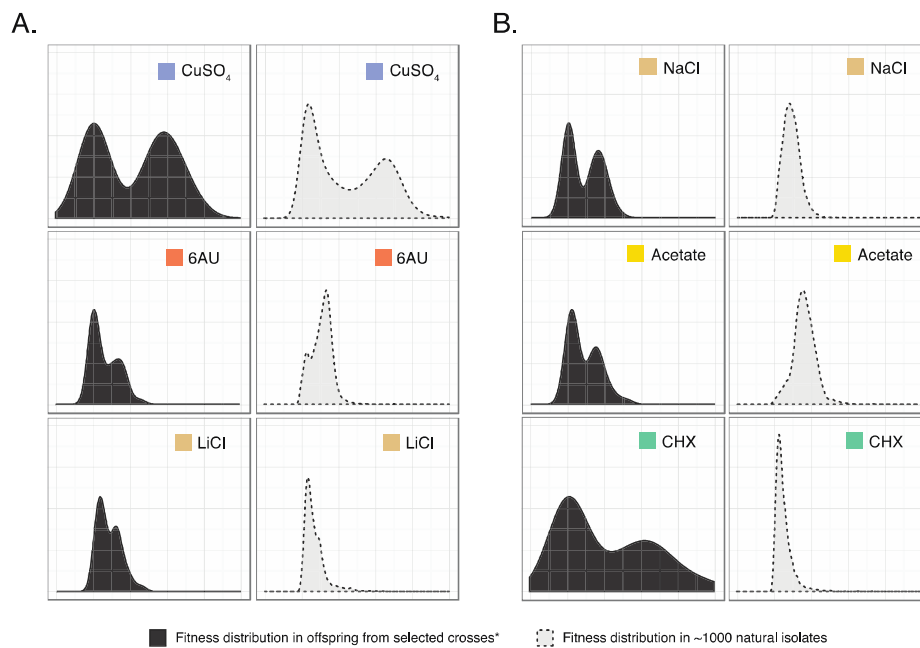 A.
B.
CuSO₄
CuSO₄
NaCl
NaCl
6AU
6AU
Acetate
Acetate
LiCl
LiCl
CHX
CHX
Fitness distribution in offspring from selected crosses*
Fitness distribution in ~1000 natural isolates